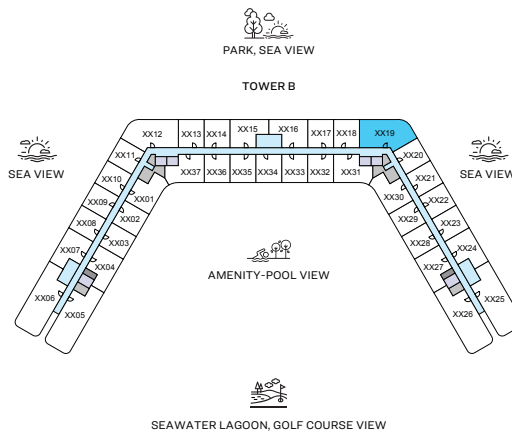 PARK, SEA VIEW
TOWER B
XX12 XX13 XX14 XX15 XX16 XX17 XX18 XX19
XX11 XX37 XX36 XX35 XX34 XX33 XX32 XX31 XX20
SEA VIEW
SEA VIEW
XX10 XX01 XX30 XX21
XX09 XX02 XX29 XX22
XX08 XX03 XX28 XX23
XX07 XX04 XX27 XX24
AMENITY-POOL VIEW
XX06 XX05 XX26 XX25
SEAWATER LAGOON, GOLF COURSE VIEW